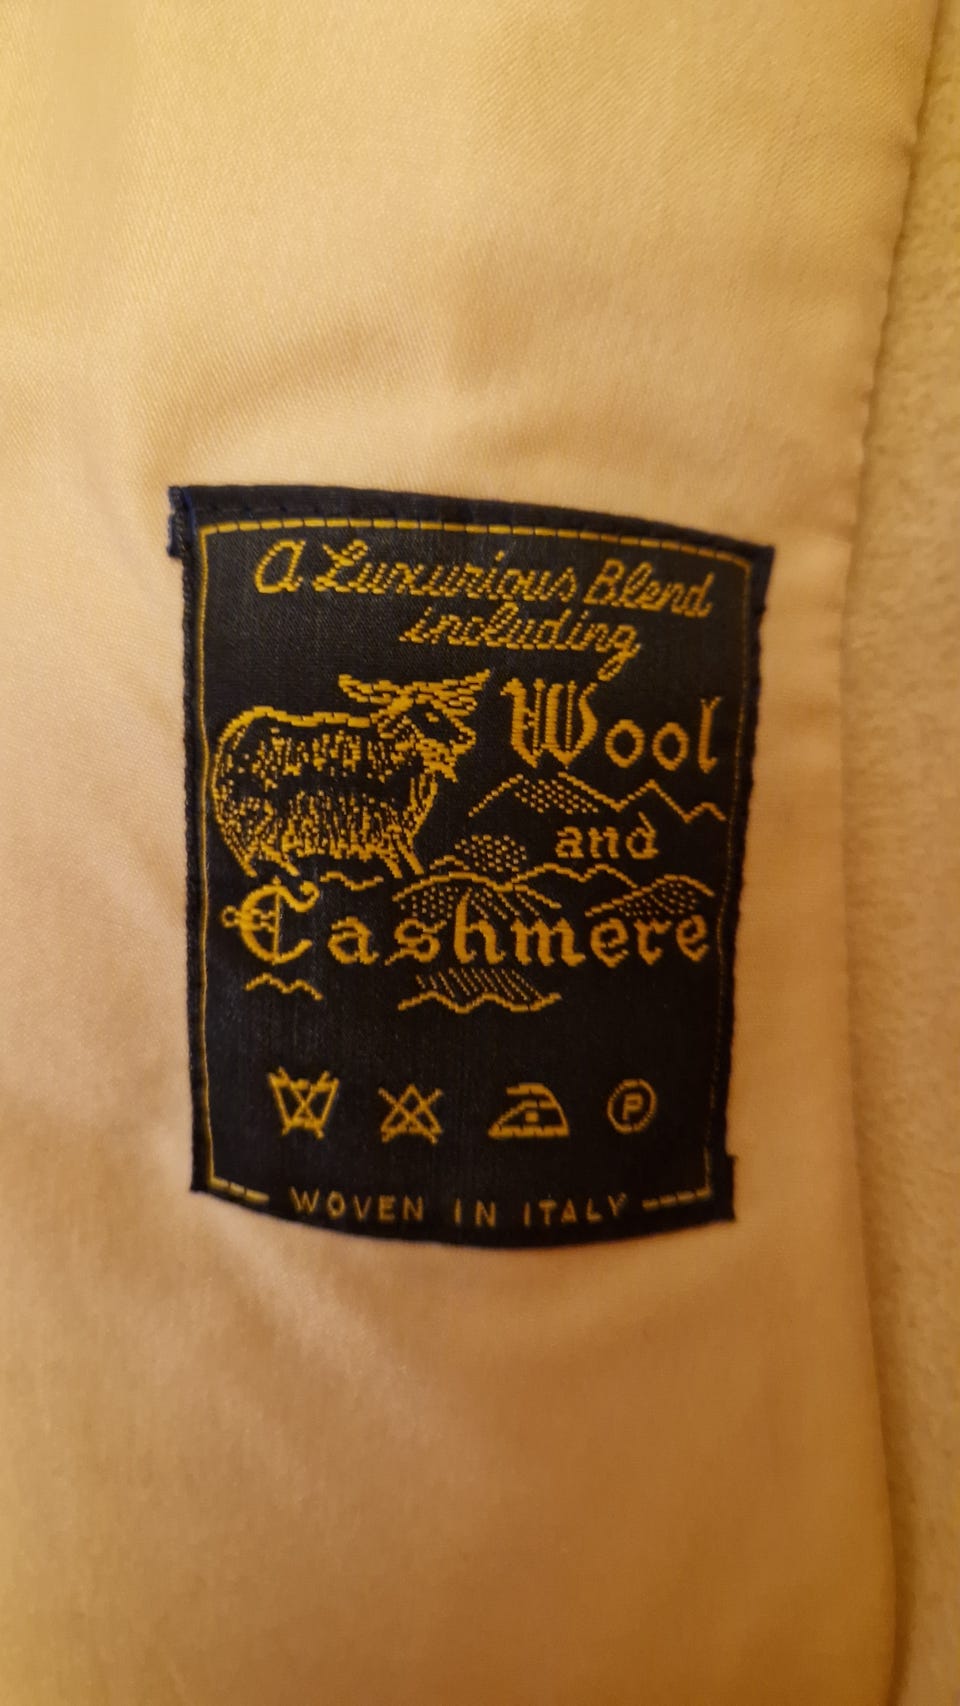 A Luxurious Blend
including
Wool
and
Cashmere
P
WOVEN IN ITALY